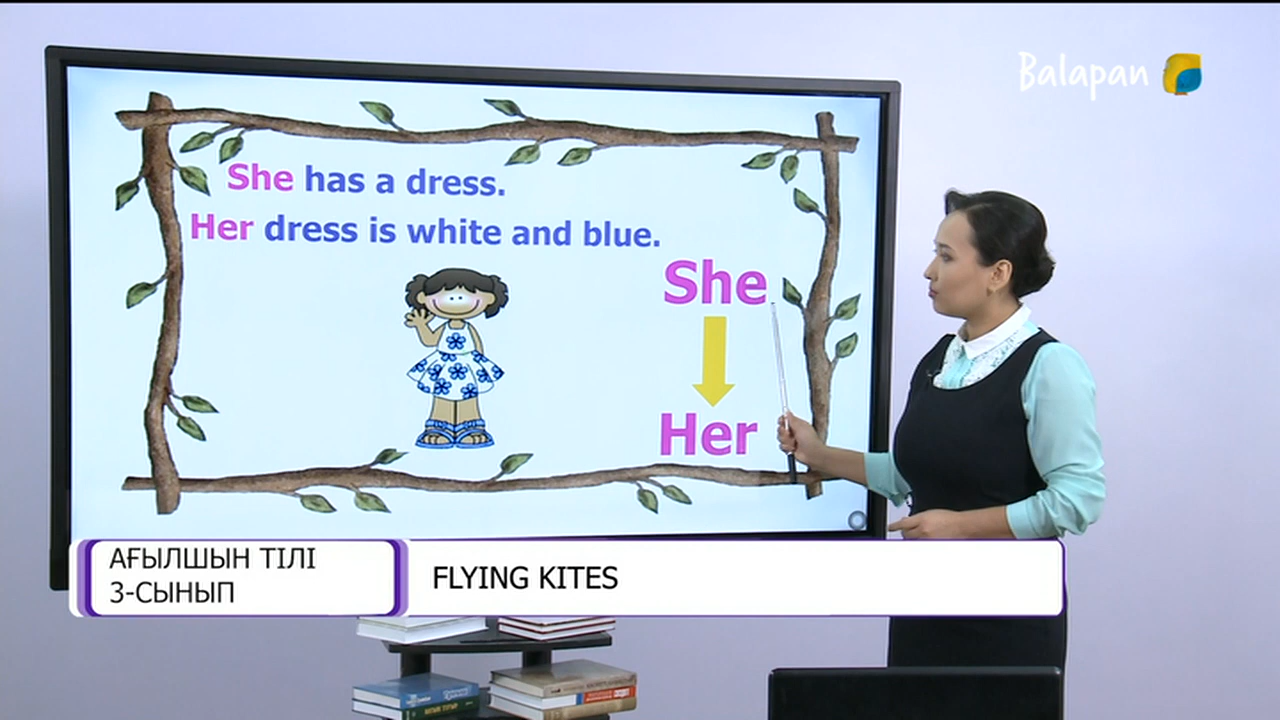 Balapan
She has a dress.
Her dress is white and blue.
She
Her
АҒЫЛШЫН ТІЛІ
3-СЫНЫП
FLYING KITES